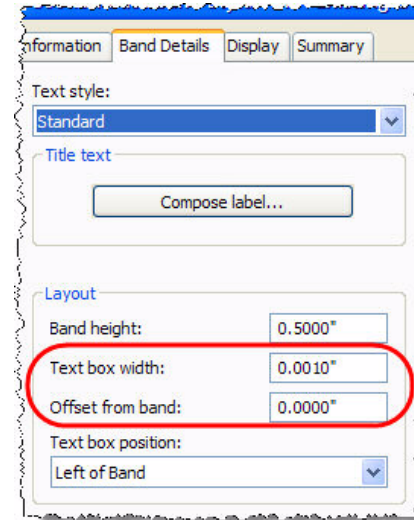 nformation Band Details Display Summary
Text style:
Standard
Title text
Compose label...
Layout
Band height: 0.5000"
Text box width: 0.0010"
Offset from band: 0.0000"
Text box position:
Left of Band